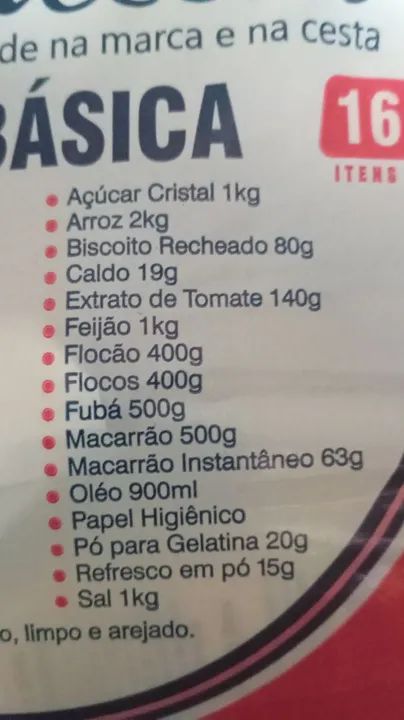 de na marca e na cesta
BÁSICA
16
ITENS
Açúcar Cristal 1kg
Arroz 2kg
Biscoito Recheado 80g
Caldo 19g
Extrato de Tomate 140g
Feijão 1kg
Flocão 400g
Flocos 400g
Fubá 500g
Macarrão 500g
Macarrão Instantâneo 63g
Oléo 900ml
Papel Higiênico
Pó para Gelatina 20g
Refresco em pó 15g
Sal 1kg
o, limpo e arejado.